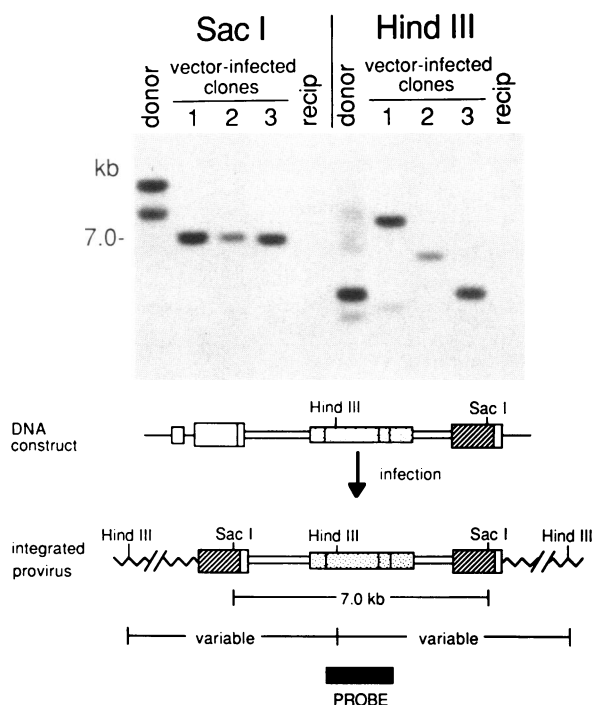 Sac I
Hind III
donor
vector-infected
clones
1 2 3
recip
donor
vector-infected
clones
1 2 3
recip
kb
7.0-
Hind III
Sac I
DNA
construct
infection
Hind III
Sac I
Hind III
Sac I
Hind III
integrated
provirus
7.0 kb
variable
variable
PROBE